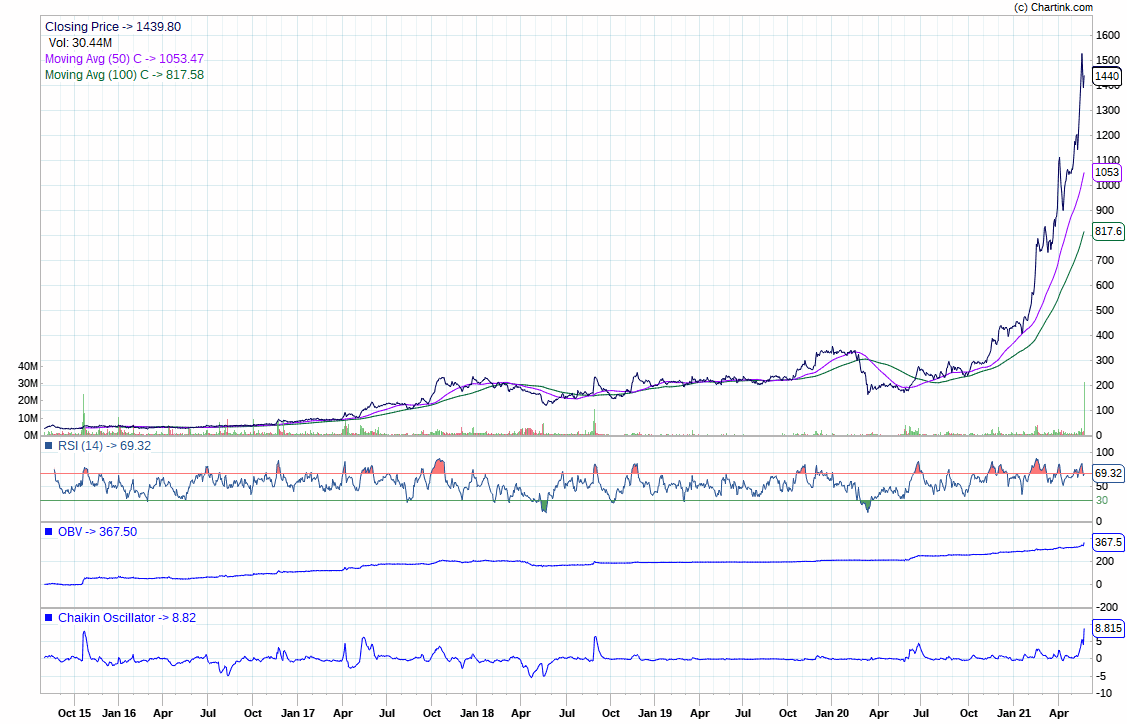 (c) Chartink.com
Closing Price -> 1439.80
Vol: 30.44M
Moving Avg (50) C -> 1053.47
Moving Avg (100) C -> 817.58
1600
1500
1440
1400
1300
1200
1100
1053
1000
900
817.6
700
600
500
400
300
200
100
0
40M
30M
20M
10M
0M
RSI (14) -> 69.32
100
69.32
50
30
0
OBV -> 367.50
367.5
200
0
-200
Chaikin Oscillator -> 8.82
8.815
5
0
-5
-10
Oct 15 Jan 16 Apr Jul Oct Jan 17 Apr Jul Oct Jan 18 Apr Jul Oct Jan 19 Apr Jul Oct Jan 20 Apr Jul Oct Jan 21 Apr